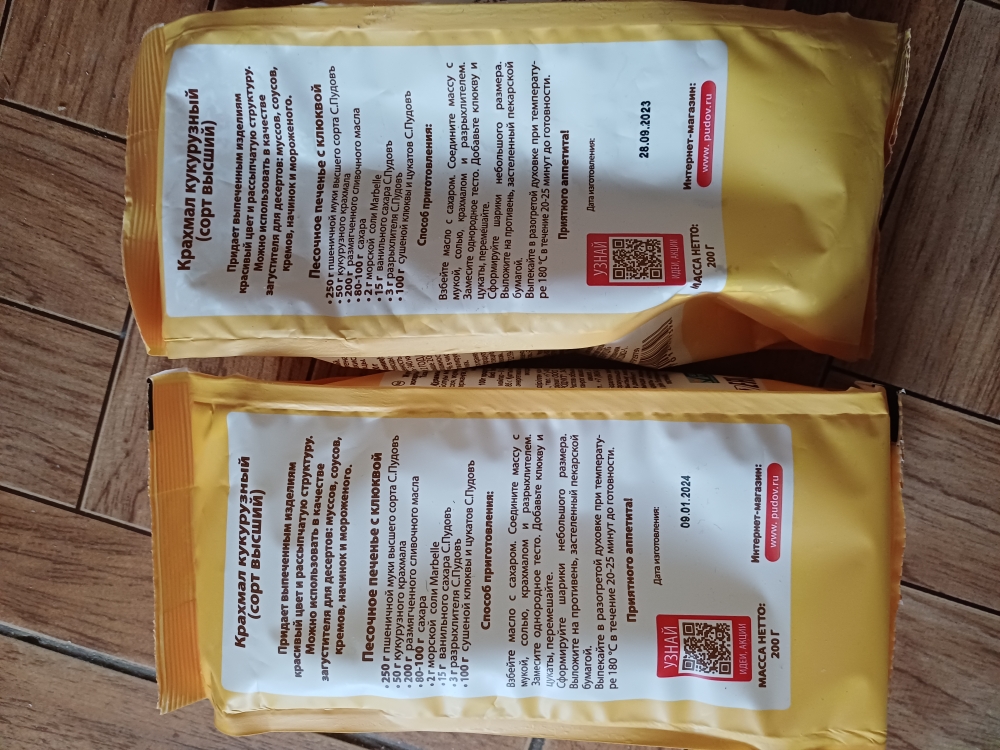 Крахмал кукурузный
(сорт высший)
Придает выпеченным изделиям
красивый цвет и рассыпчатую структуру.
Можно использовать в качестве
загустителя для десертов: муссов, соусов,
кремов, начинок и мороженого.
Песочное печенье с клюквой
• 250 г пшеничной муки высшего сорта С.Пудовъ
• 50 г кукурузного крахмала
• 200 г размягченного сливочного масла
• 80-100 г сахара
• 2 г морской соли Marbelle
• 15 г ванильного сахара С.Пудовъ
• 3 г разрыхлителя С.Пудовъ
• 100 г сушеной клюквы и цукатов С.Пудовъ
Способ приготовления:
Взбейте масло с сахаром. Соедините массу с
мукой, солью, крахмалом и разрыхлителем.
Замесите однородное тесто. Добавьте клюкву и
цукаты, перемешайте.
Сформируйте шарики небольшого размера.
Выложите на противень, застеленный пекарской
бумагой.
Выпекайте в разогретой духовке при температу-
ре 180 °С в течение 20-25 минут до готовности.
Приятного аппетита!
Дата изготовления:
28.09.2023
УЗНАЙ
ИДЕИ, АКЦИИ
МАССА НЕТТО:
200 Г
Интернет-магазин:
www. pudov.ru
Крахмал кукурузный
(сорт высший)
Придает выпеченным изделиям
красивый цвет и рассыпчатую структуру.
Можно использовать в качестве
загустителя для десертов: муссов, соусов,
кремов, начинок и мороженого.
Песочное печенье с клюквой
• 250 г пшеничной муки высшего сорта С.Пудовъ
• 50 г кукурузного крахмала
• 200 г размягченного сливочного масла
• 80-100 г сахара
• 2 г морской соли Marbelle
• 15 г ванильного сахара С.Пудовъ
• 3 г разрыхлителя С.Пудовъ
• 100 г сушеной клюквы и цукатов С.Пудовъ
Способ приготовления:
Взбейте масло с сахаром. Соедините массу с
мукой, солью, крахмалом и разрыхлителем.
Замесите однородное тесто. Добавьте клюкву и
цукаты, перемешайте.
Сформируйте шарики небольшого размера.
Выложите на противень, застеленный пекарской
бумагой.
Выпекайте в разогретой духовке при температу-
ре 180 °С в течение 20-25 минут до готовности.
Приятного аппетита!
Дата изготовления:
09.01.2024
УЗНАЙ
ИДЕИ, АКЦИИ
МАССА НЕТТО:
200 Г
Интернет-магазин:
www. pudov.ru